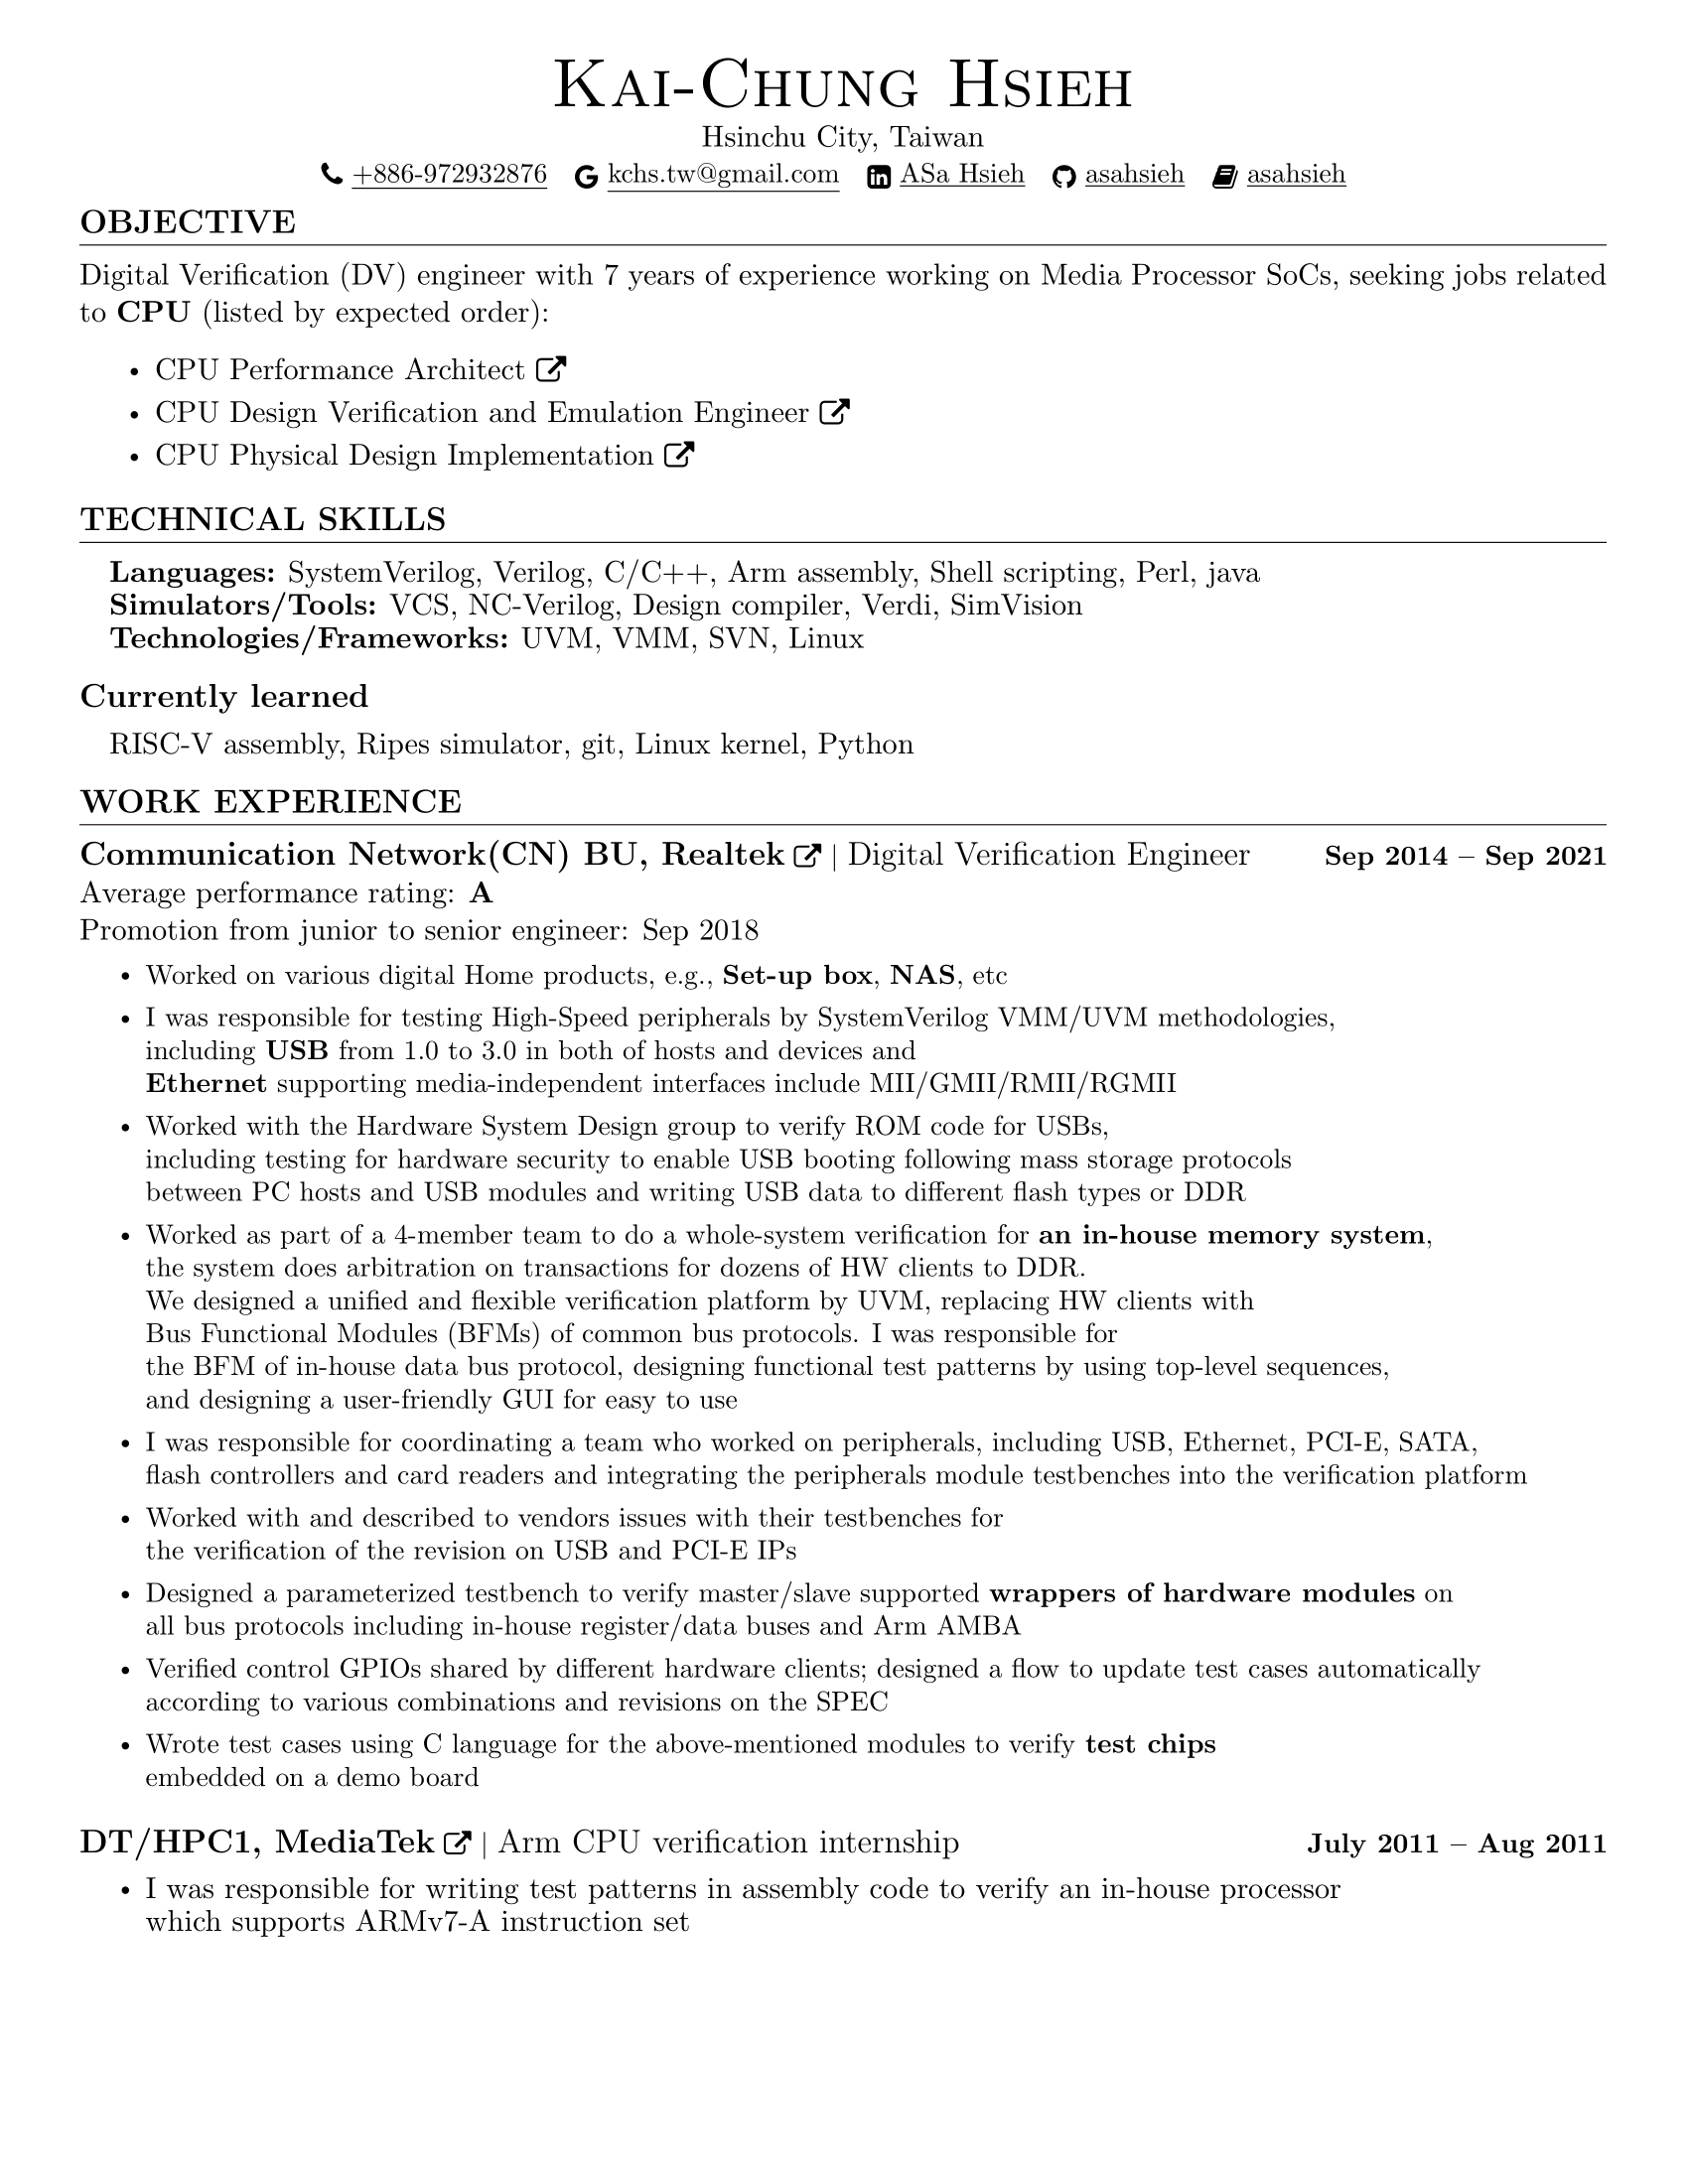 Kai-Chung Hsieh
Hsinchu City, Taiwan
+886-972932876 kchs.tw@gmail.com ASa Hsieh asahsieh asahsieh
OBJECTIVE
Digital Verification (DV) engineer with 7 years of experience working on Media Processor SoCs, seeking jobs related
to CPU (listed by expected order):
• CPU Performance Architect
• CPU Design Verification and Emulation Engineer
• CPU Physical Design Implementation
TECHNICAL SKILLS
Languages: SystemVerilog, Verilog, C/C++, Arm assembly, Shell scripting, Perl, java
Simulators/Tools: VCS, NC-Verilog, Design compiler, Verdi, SimVision
Technologies/Frameworks: UVM, VMM, SVN, Linux
Currently learned
RISC-V assembly, Ripes simulator, git, Linux kernel, Python
WORK EXPERIENCE
Communication Network(CN) BU, Realtek | Digital Verification Engineer Sep 2014 – Sep 2021
Average performance rating: A
Promotion from junior to senior engineer: Sep 2018
• Worked on various digital Home products, e.g., Set-up box, NAS, etc
• I was responsible for testing High-Speed peripherals by SystemVerilog VMM/UVM methodologies,
including USB from 1.0 to 3.0 in both of hosts and devices and
Ethernet supporting media-independent interfaces include MII/GMII/RMII/RGMII
• Worked with the Hardware System Design group to verify ROM code for USBs,
including testing for hardware security to enable USB booting following mass storage protocols
between PC hosts and USB modules and writing USB data to different flash types or DDR
• Worked as part of a 4-member team to do a whole-system verification for an in-house memory system,
the system does arbitration on transactions for dozens of HW clients to DDR.
We designed a unified and flexible verification platform by UVM, replacing HW clients with
Bus Functional Modules (BFMs) of common bus protocols. I was responsible for
the BFM of in-house data bus protocol, designing functional test patterns by using top-level sequences,
and designing a user-friendly GUI for easy to use
• I was responsible for coordinating a team who worked on peripherals, including USB, Ethernet, PCI-E, SATA,
flash controllers and card readers and integrating the peripherals module testbenches into the verification platform
• Worked with and described to vendors issues with their testbenches for
the verification of the revision on USB and PCI-E IPs
• Designed a parameterized testbench to verify master/slave supported wrappers of hardware modules on
all bus protocols including in-house register/data buses and Arm AMBA
• Verified control GPIOs shared by different hardware clients; designed a flow to update test cases automatically
according to various combinations and revisions on the SPEC
• Wrote test cases using C language for the above-mentioned modules to verify test chips
embedded on a demo board
DT/HPC1, MediaTek | Arm CPU verification internship July 2011 – Aug 2011
• I was responsible for writing test patterns in assembly code to verify an in-house processor
which supports ARMv7-A instruction set